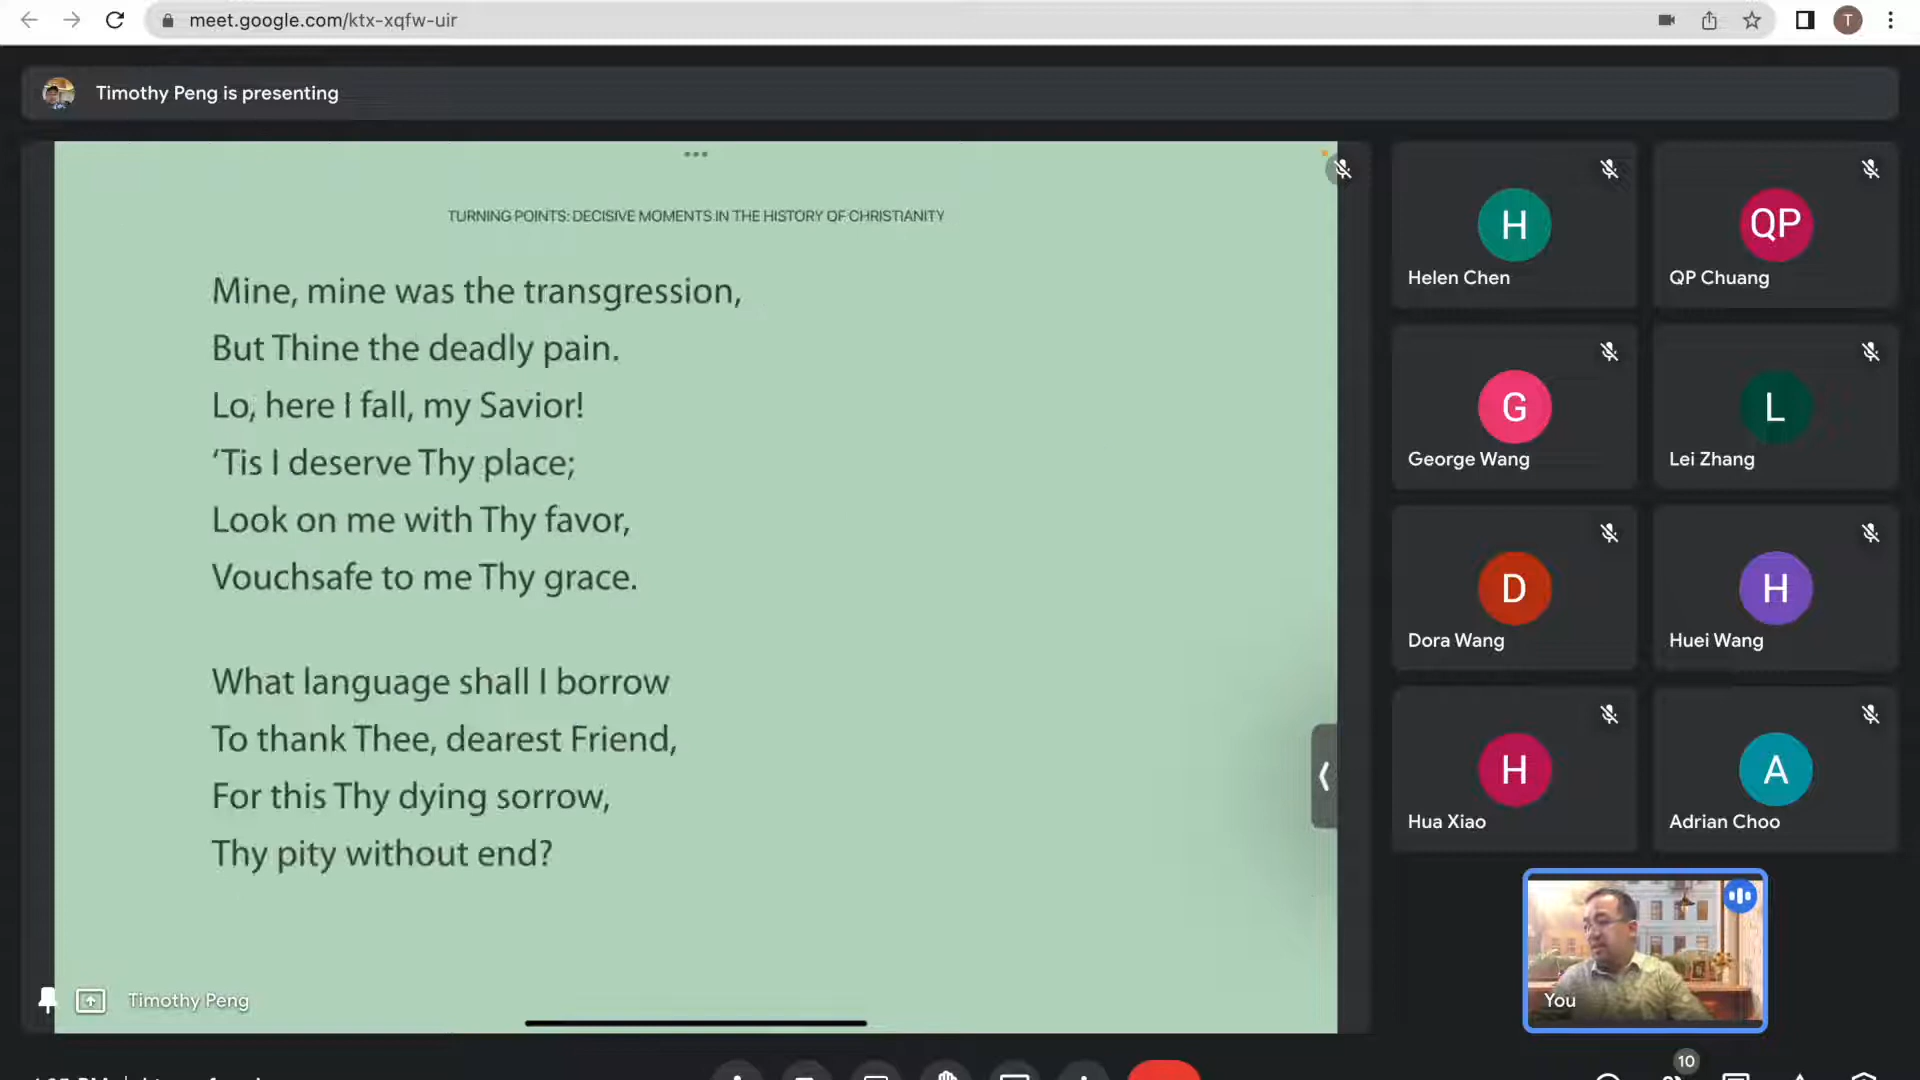 meet.google.com/ktx-xqfw-uir
T
Timothy Peng is presenting
TURNING POINTS: DECISIVE MOMENTS IN THE HISTORY OF CHRISTIANITY
Mine, mine was the transgression,
But Thine the deadly pain.
Lo, here I fall, my Savior!
‘Tis I deserve Thy place;
Look on me with Thy favor,
Vouchsafe to me Thy grace.
What language shall I borrow
To thank Thee, dearest Friend,
For this Thy dying sorrow,
Thy pity without end?
Timothy Peng
H
Helen Chen
QP
QP Chuang
G
George Wang
L
Lei Zhang
D
Dora Wang
H
Huei Wang
H
Hua Xiao
A
Adrian Choo
You
10